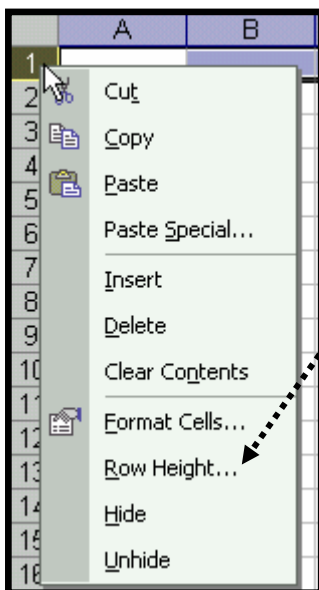 A B
1
2 Cut
3 Copy
4
5 Paste
6 Paste Special...
7 Insert
8
9 Delete
10 Clear Contents
11
12 Format Cells...
13 Row Height...
14 Hide
15
16 Unhide